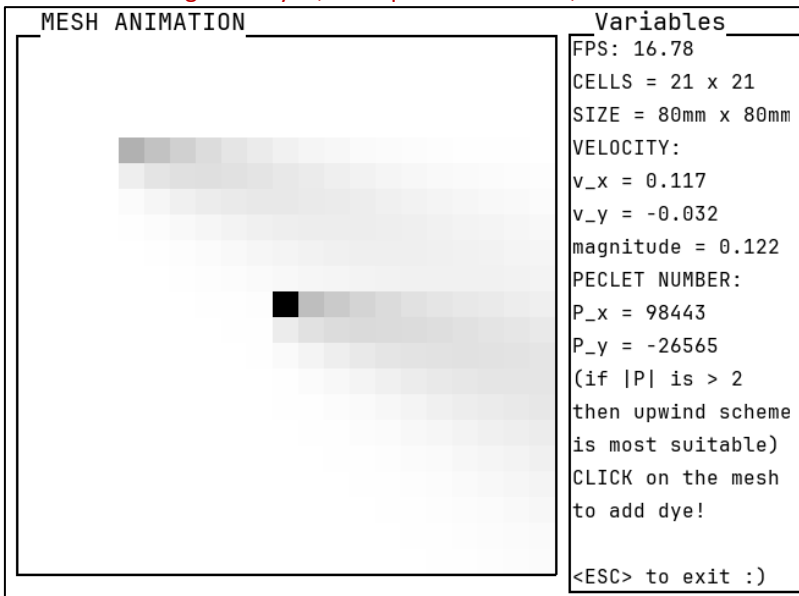 MESH ANIMATION
Variables
FPS: 16.78
CELLS = 21 x 21
SIZE = 80mm x 80mm
VELOCITY:
v_x = 0.117
v_y = -0.032
magnitude = 0.122
PECLET NUMBER:
P_x = 98443
P_y = -26565
(if |P| is > 2
then upwind scheme
is most suitable)
CLICK on the mesh
to add dye!
<ESC> to exit :)